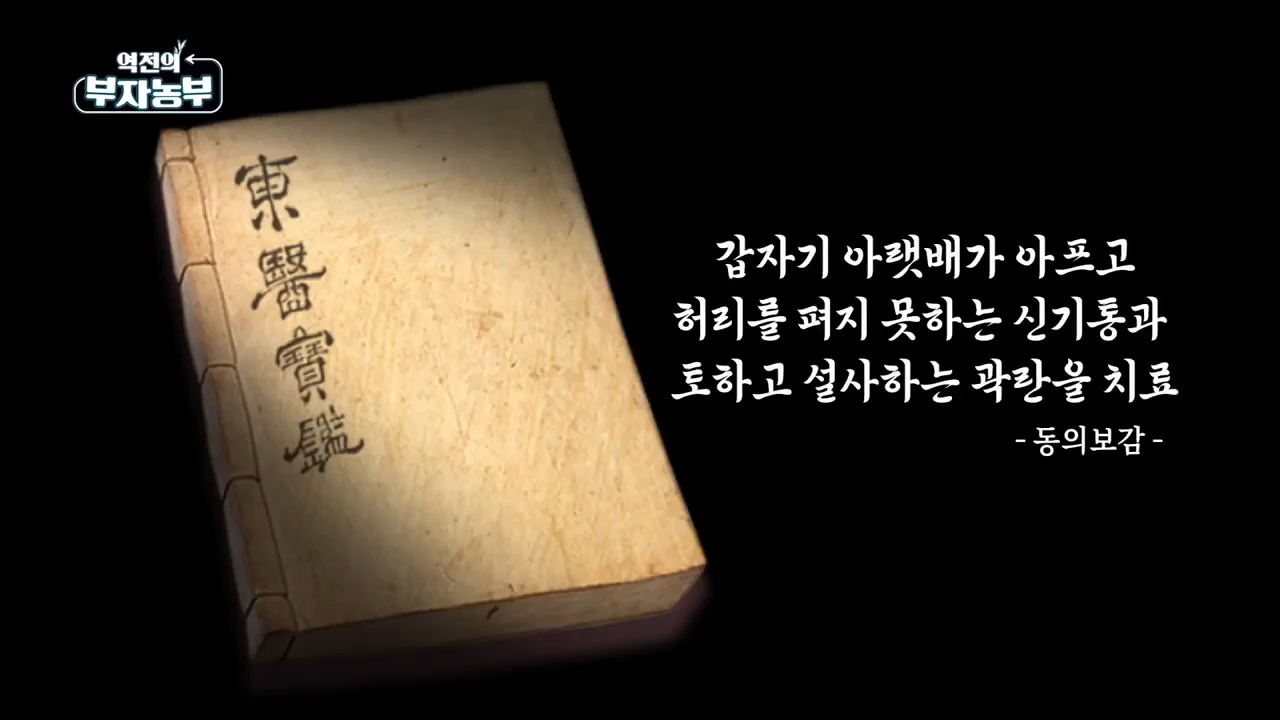 역전의
부자농부
東醫寶鑑
갑자기 아랫배가 아프고
허리를 펴지 못하는 신기통과
토하고 설사하는 곽란을 치료
- 동의보감 -